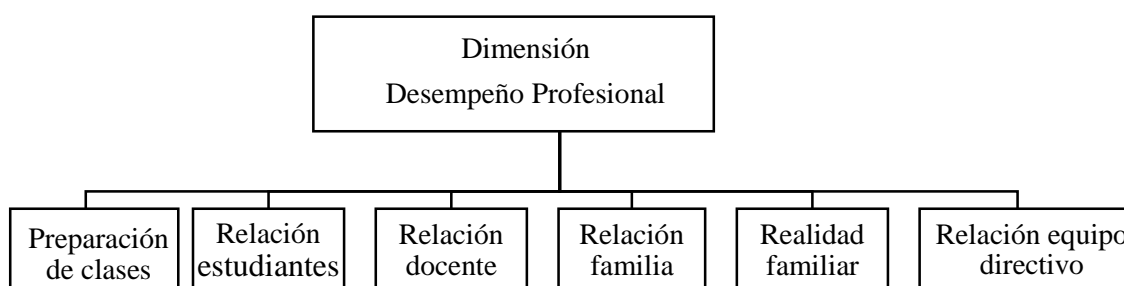 Dimensión
Desempeño Profesional
Preparación
de clases
Relación
estudiantes
Relación
docente
Relación
familia
Realidad
familiar
Relación equipo
directivo